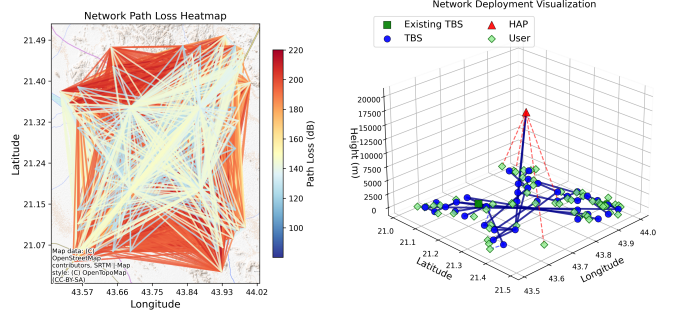 Network Path Loss Heatmap
21.49
21.40
21.32
21.24
21.15
21.07
Latitude
43.57 43.66 43.75 43.84 43.93 44.02
Longitude
Map data: (C)
OpenStreetMap
contributors, SRTM | Map
style: (C) OpenTopoMap
(CC-BY-SA)
220
200
180
160
140
120
100
Path Loss (dB)
Network Deployment Visualization
Existing TBS
TBS
HAP
User
20000
17500
15000
12500
10000
7500
5000
2500
0
Height (m)
21.0
21.1
21.2
21.3
21.4
21.5
Latitude
43.5
43.6
43.7
43.8
43.9
44.0
Longitude